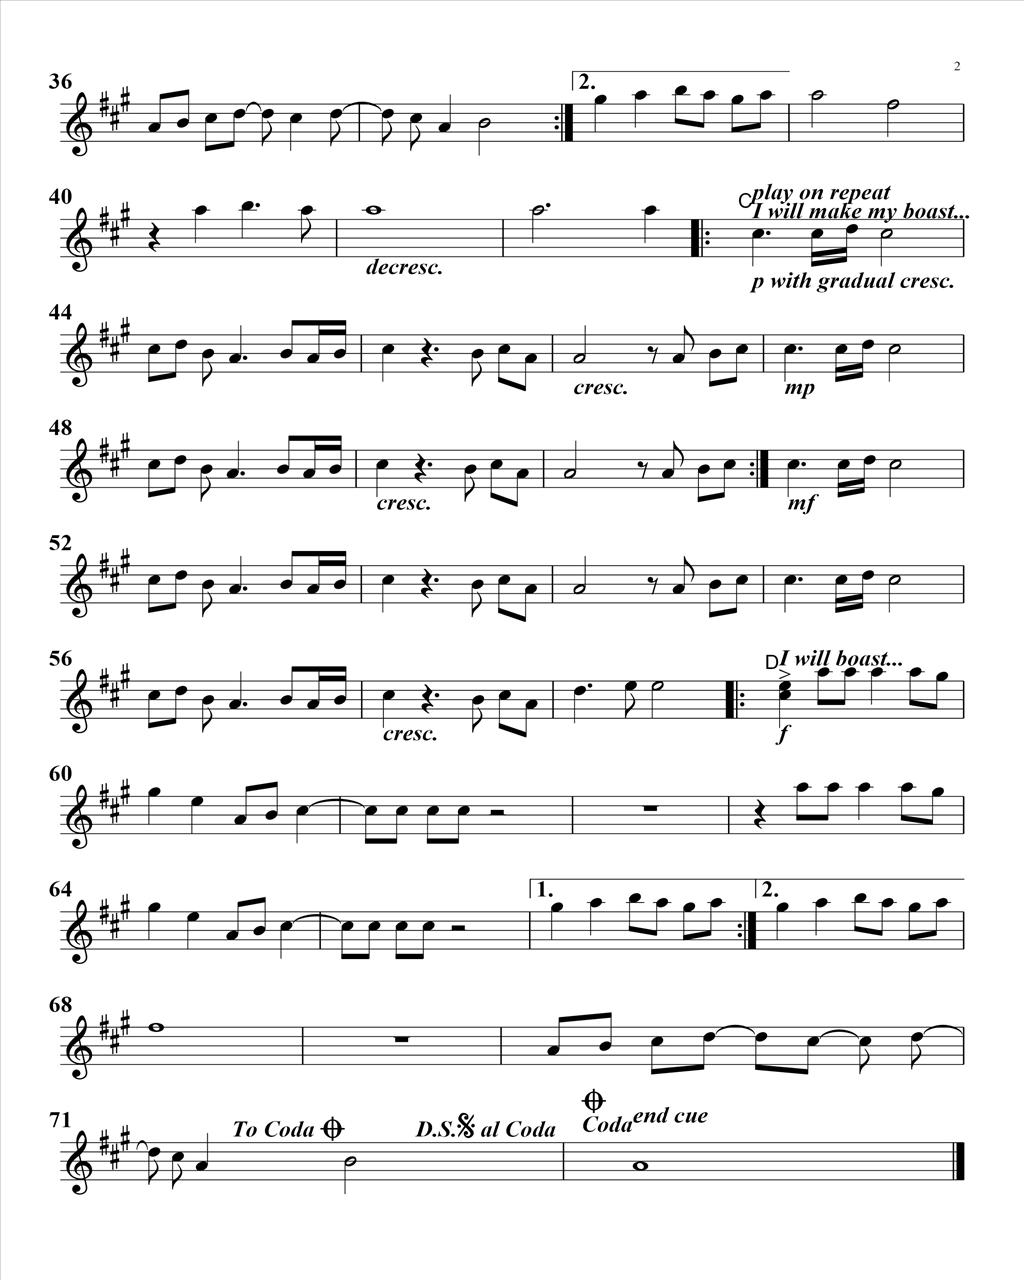 2
36
2.
40
decresc.
C
play on repeat
I will make my boast...
p with gradual cresc.
44
cresc.
mp
48
cresc.
mf
52
56
cresc.
D
I will boast...
f
60
64
1.
2.
68
71
To Coda
D.S. al Coda
Coda
end cue